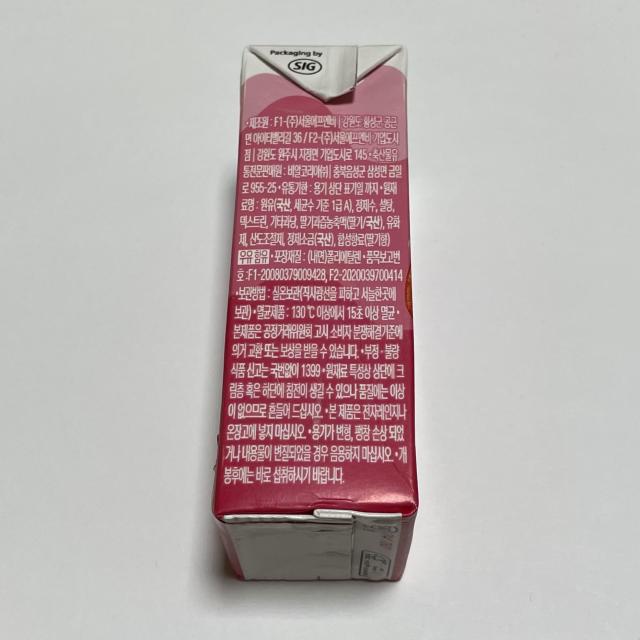 Packaging by
SIG
•제조원 : F1-(주)서울에프엔비 | 강원도 횡성군 공근
면 아이티밸리길 36 / F2-(주)서울에프엔비 기업도시
점 | 강원도 원주시 지정면 기업도시로 145 •축산물유
통전문판매원 : 비알코리아㈜ | 충북음성군 삼성면 금일
로 955-25 •유통기한 : 용기 상단 표기일 까지 •원재
료명 : 원유(국산, 세균수 기준 1급 A), 정제수, 설탕,
덱스트린, 기타과당, 딸기과즙농축액(딸기/국산), 유화
제, 산도조절제, 정제소금(국산), 합성향료(딸기향)
우유 함유 •포장재질 : (내면)폴리에틸렌 •품목보고번
호 : F1-20080379009428, F2-2020039700414
•보관방법 : 실온보관(직사광선을 피하고 서늘한곳에
보관) •멸균제품 : 130℃ 이상에서 15초 이상 멸균 •
본제품은 공정거래위원회 고시 소비자 분쟁해결기준에
의거 교환 또는 보상을 받을 수 있습니다. •부정·불량
식품 신고는 국번없이 1399 •원재료 특성상 상단에 크
림층 혹은 하단에 침전이 생길 수 있으나 품질에는 이상
이 없으므로 흔들어 드십시오 •본 제품은 전자레인지나
온장고에 넣지 마십시오 •용기가 변형, 팽창 손상 되었
거나 내용물이 변질되었을 경우 음용하지 마십시오 •개
봉후에는 바로 섭취하시기 바랍니다.